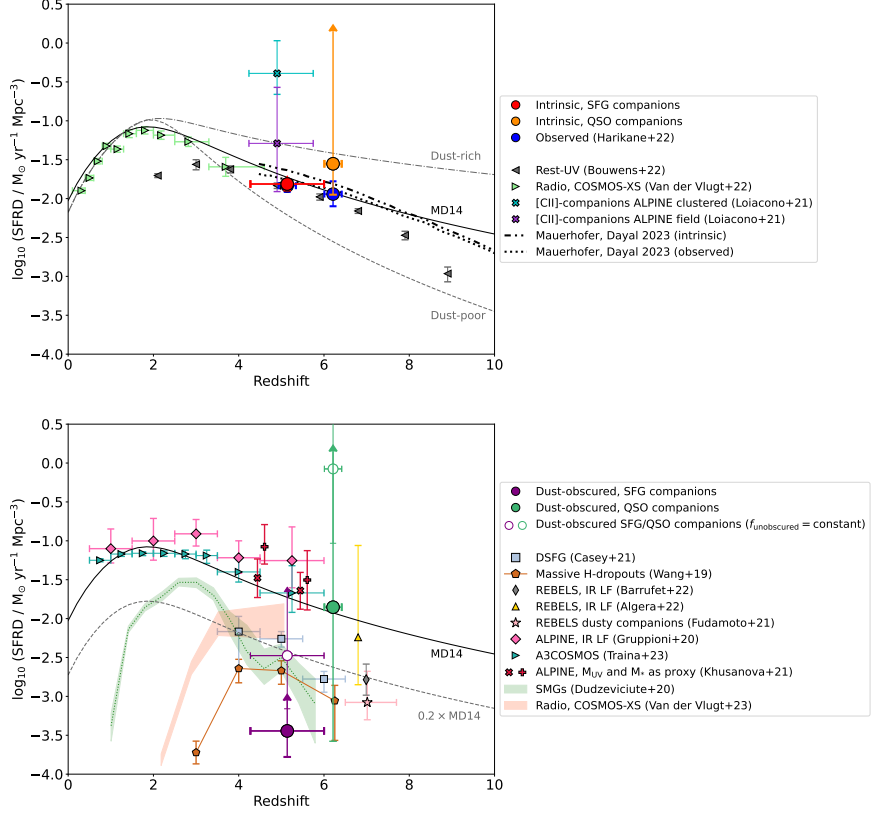 0.5
0.0
−0.5
−1.0
−1.5
−2.0
−2.5
−3.0
−3.5
−4.0
log₁₀ (SFRD / M⊙ yr⁻¹ Mpc⁻³)
Dust-rich
MD14
Dust-poor
0 2 4 6 8 10
Redshift
Intrinsic, SFG companions
Intrinsic, QSO companions
Observed (Harikane+22)
Rest-UV (Bouwens+22)
Radio, COSMOS-XS (Van der Vlugt+22)
[CII]-companions ALPINE clustered (Loiacono+21)
[CII]-companions ALPINE field (Loiacono+21)
Mauerhofer, Dayal 2023 (intrinsic)
Mauerhofer, Dayal 2023 (observed)
0.5
0.0
−0.5
−1.0
−1.5
−2.0
−2.5
−3.0
−3.5
−4.0
log₁₀ (SFRD / M⊙ yr⁻¹ Mpc⁻³)
MD14
0.2 × MD14
0 2 4 6 8 10
Redshift
Dust-obscured, SFG companions
Dust-obscured, QSO companions
Dust-obscured SFG/QSO companions (f_unobscured = constant)
DSFG (Casey+21)
Massive H-dropouts (Wang+19)
REBELS, IR LF (Barrufet+22)
REBELS, IR LF (Algera+22)
REBELS dusty companions (Fudamoto+21)
ALPINE, IR LF (Gruppioni+20)
A3COSMOS (Traina+23)
ALPINE, M_UV and M_* as proxy (Khusanova+21)
SMGs (Dudzeviciute+20)
Radio, COSMOS-XS (Van der Vlugt+23)